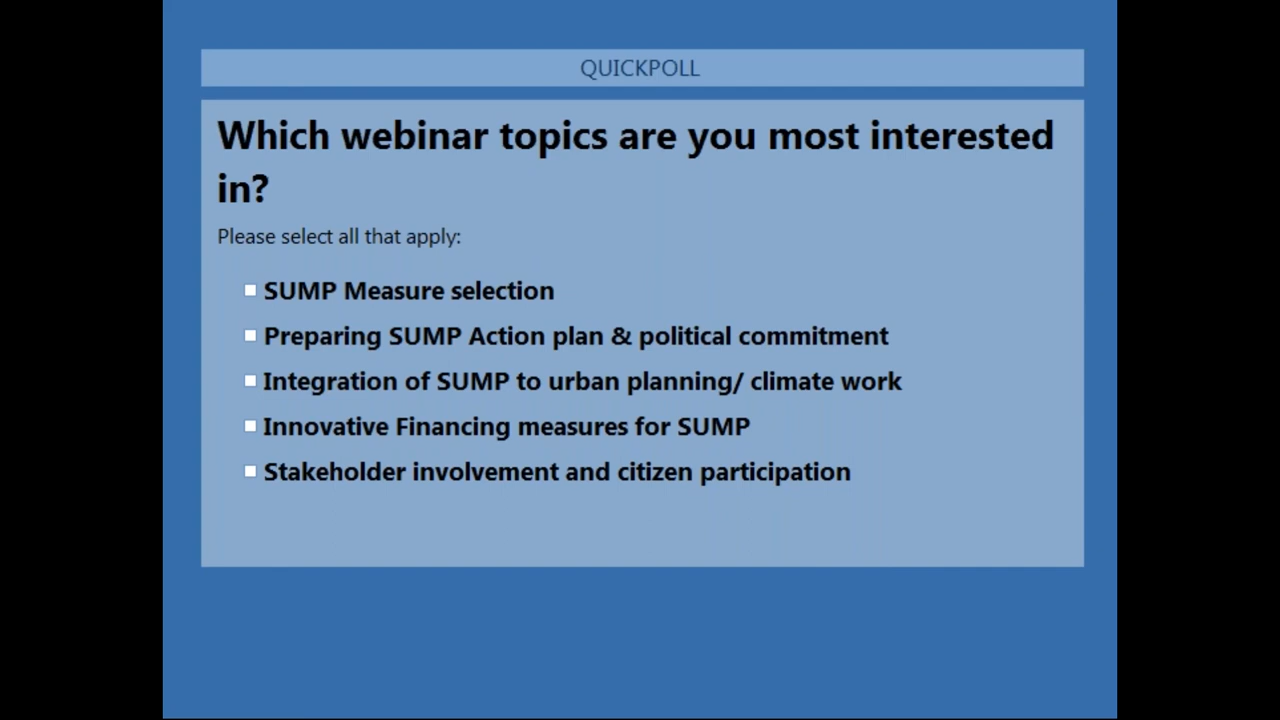 QUICKPOLL
Which webinar topics are you most interested
in?
Please select all that apply:
SUMP Measure selection
Preparing SUMP Action plan & political commitment
Integration of SUMP to urban planning/ climate work
Innovative Financing measures for SUMP
Stakeholder involvement and citizen participation